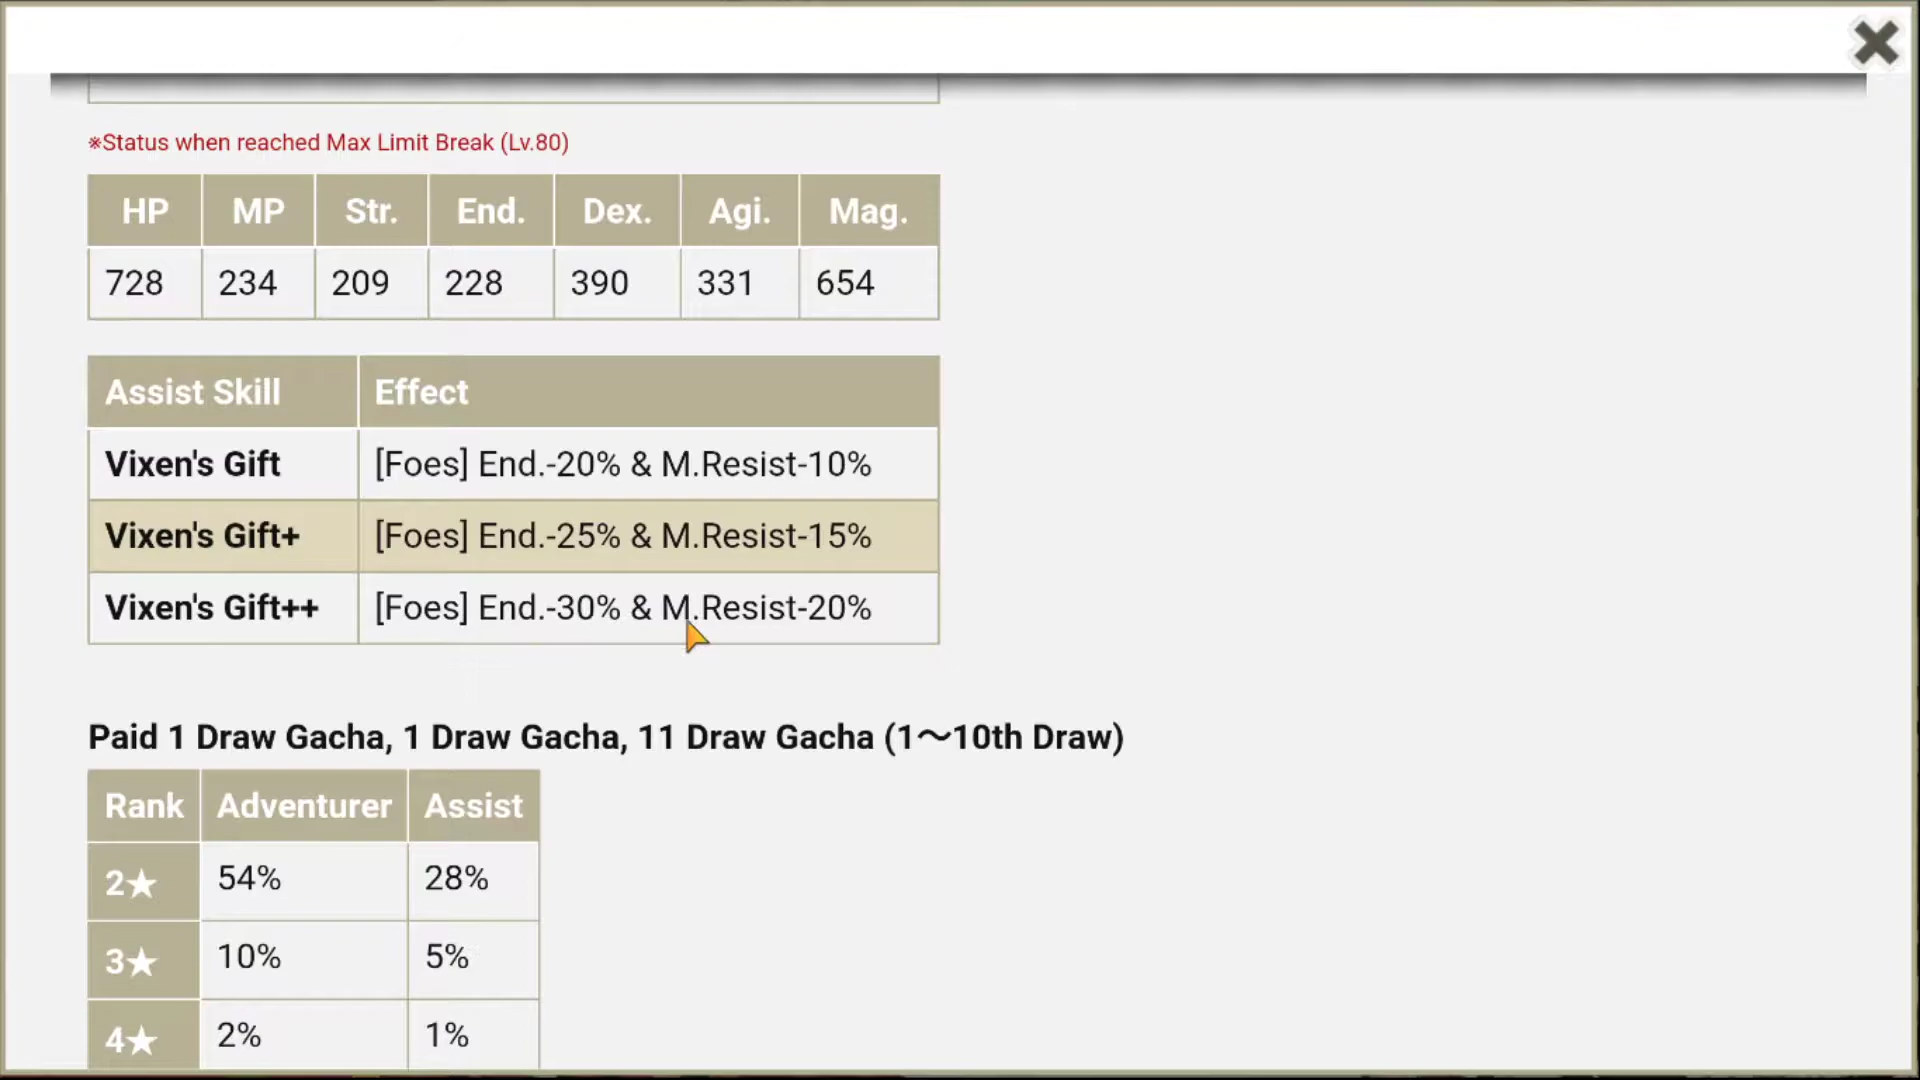 ※Status when reached Max Limit Break (Lv.80)
HP MP Str. End. Dex. Agi. Mag.
728 234 209 228 390 331 654
Assist Skill Effect
Vixen's Gift [Foes] End.-20% & M.Resist-10%
Vixen's Gift+ [Foes] End.-25% & M.Resist-15%
Vixen's Gift++ [Foes] End.-30% & M.Resist-20%
Paid 1 Draw Gacha, 1 Draw Gacha, 11 Draw Gacha (1〜10th Draw)
Rank Adventurer Assist
2★ 54% 28%
3★ 10% 5%
4★ 2% 1%